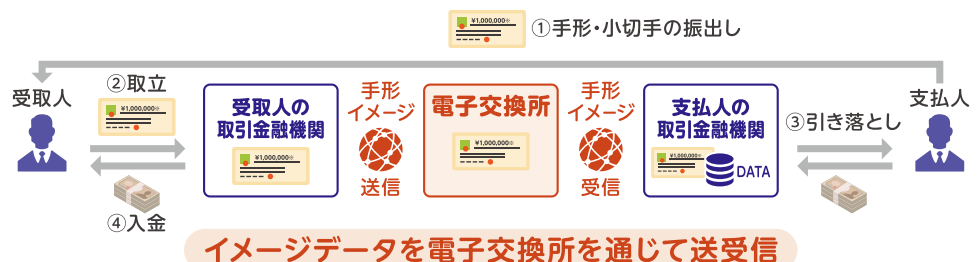 ¥1,000,000※
①手形・小切手の振出し
受取人
②取立
¥1,000,000※
④入金
受取人の
取引金融機関
¥1,000,000※
手形
イメージ
送信
電子交換所
¥1,000,000※
手形
イメージ
受信
支払人の
取引金融機関
¥1,000,000※
DATA
③引き落とし
支払人
イメージデータを電子交換所を通じて送受信